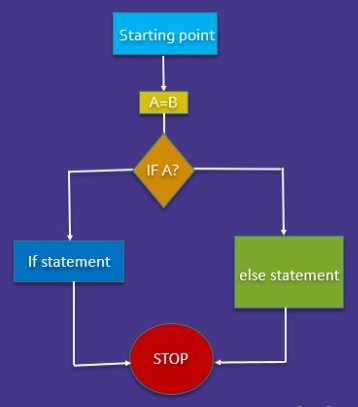 Starting point
A=B
IF A?
If statement
else statement
STOP